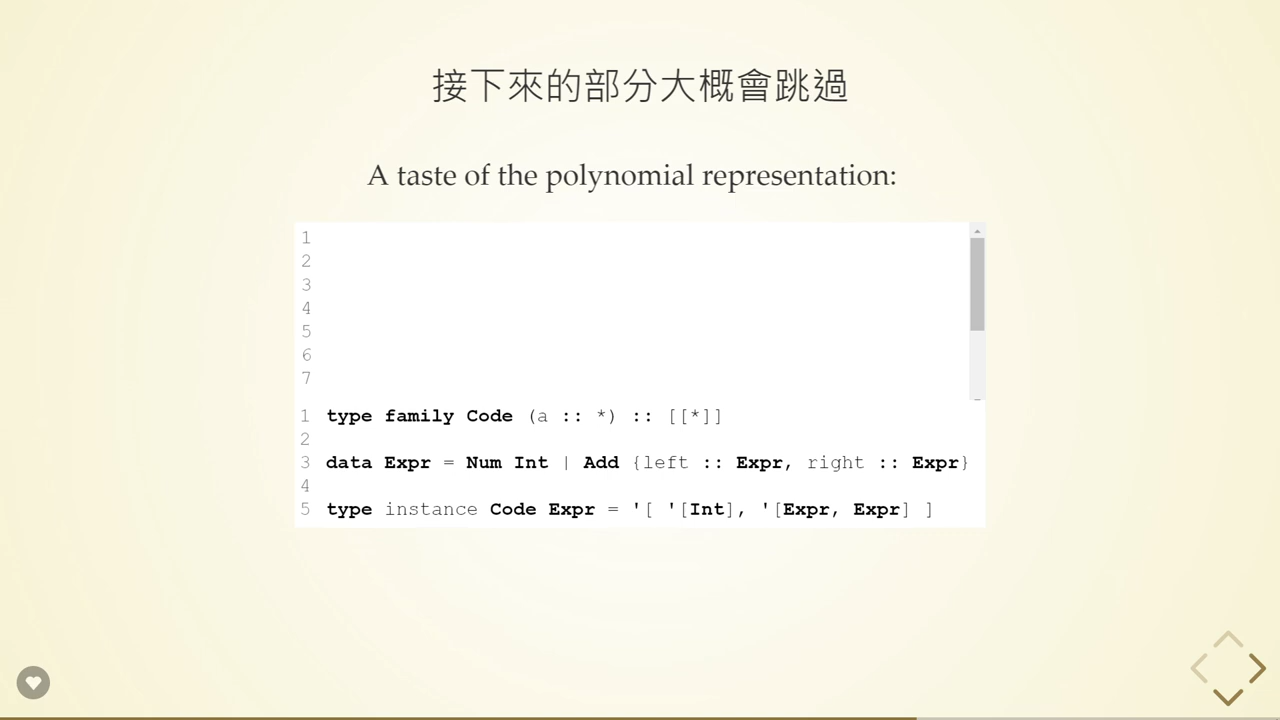 接下來的部分大概會跳過
A taste of the polynomial representation:
1
2
3
4
5
6
7
1 type family Code (a :: *) :: [[*]]
2
3 data Expr = Num Int | Add {left :: Expr, right :: Expr}
4
5 type instance Code Expr = '[ '[Int], '[Expr, Expr] ]